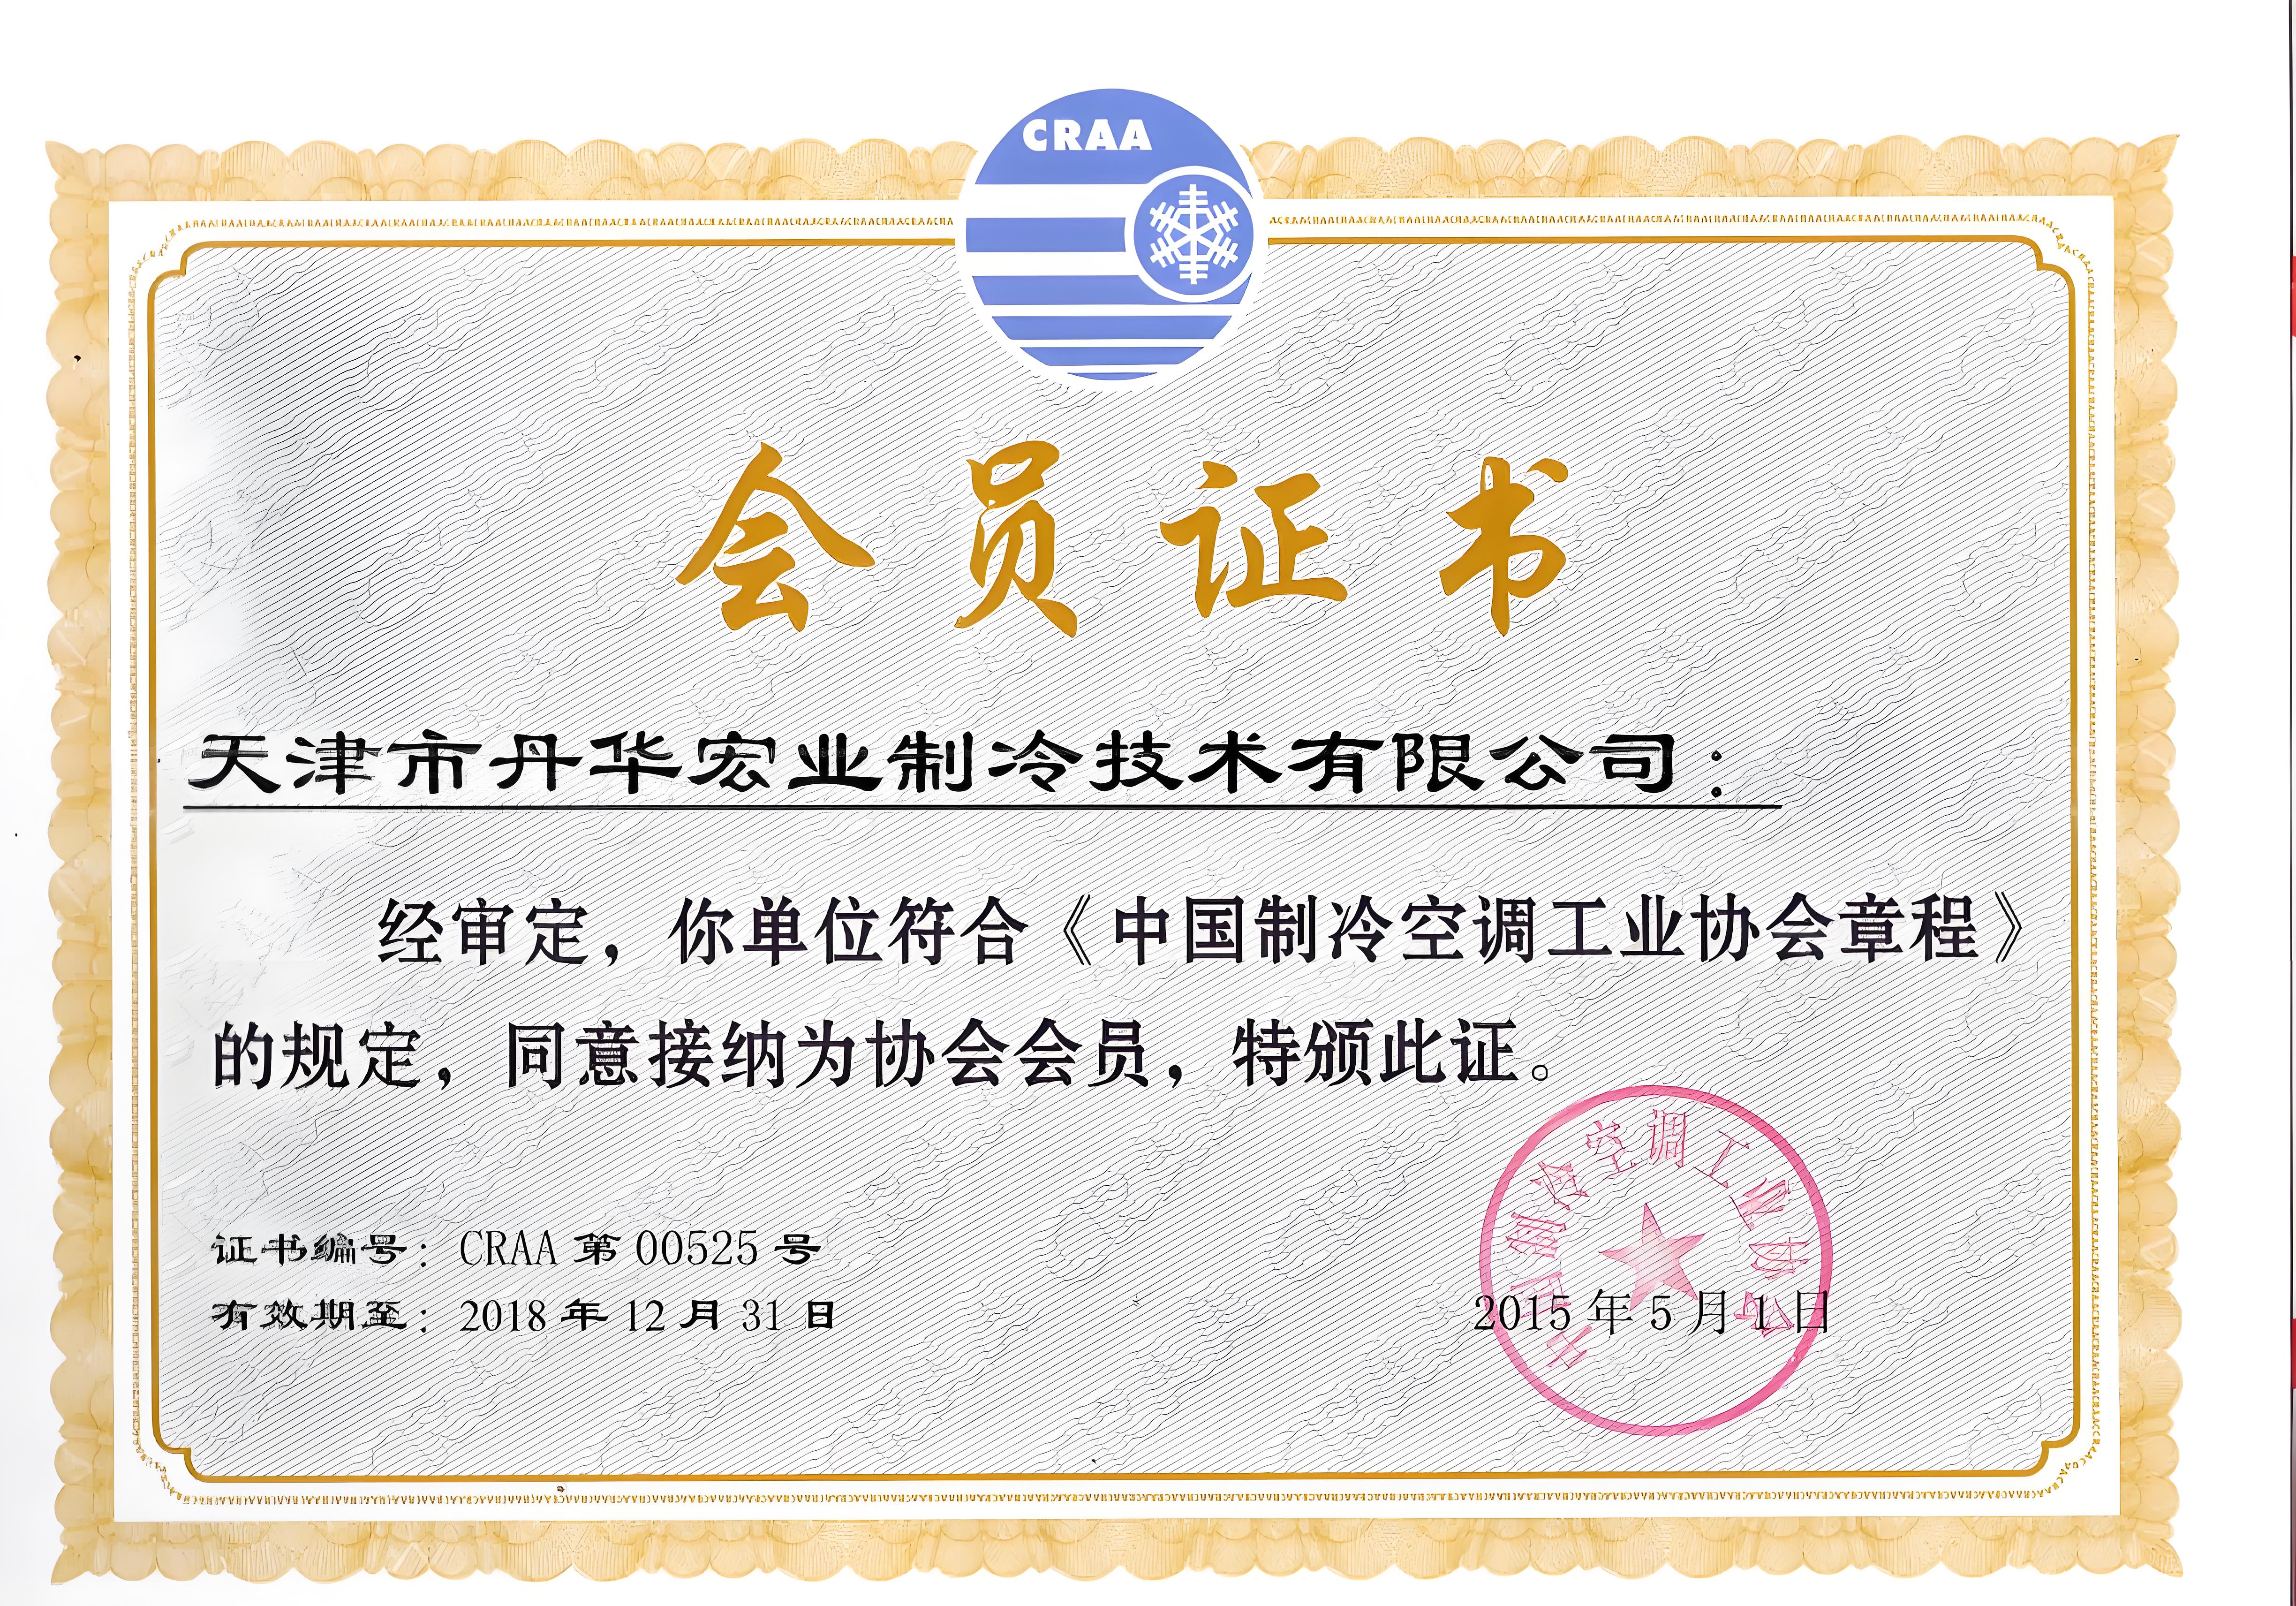 CRAA
会员证书
天津市丹华宏业制冷技术有限公司：
经审定，你单位符合《中国制冷空调工业协会章程》
的规定，同意接纳为协会会员，特颁此证。
中国制冷空调工业协会
证书编号：CRAA 第 00525 号
有效期至：2018 年 12 月 31 日
2015 年 5 月 1 日